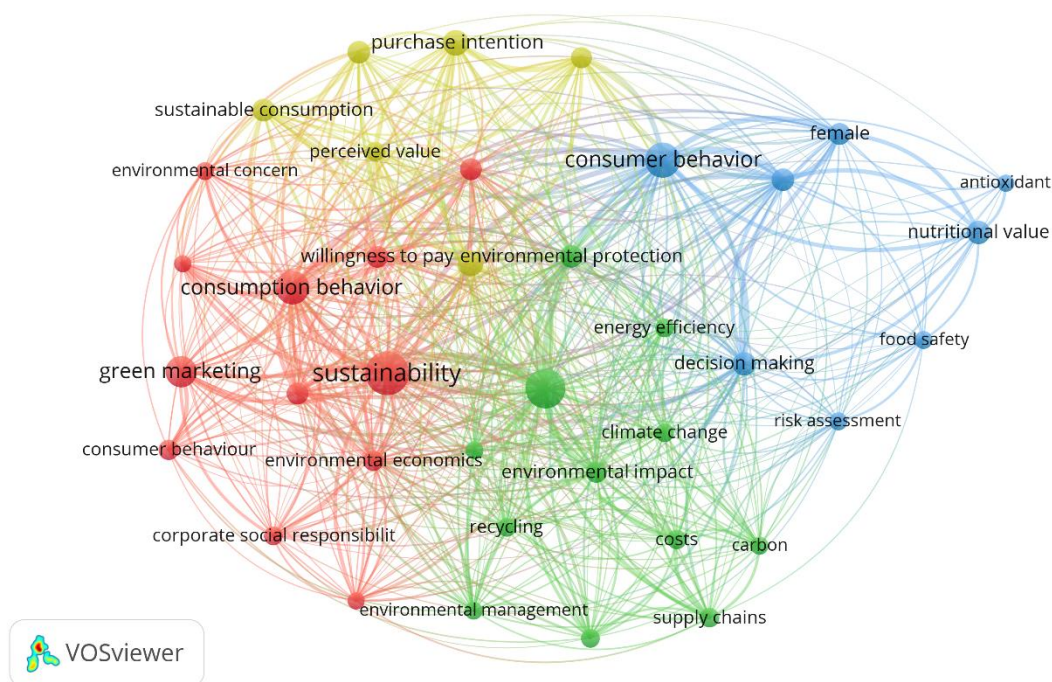 purchase intention
sustainable consumption
female
perceived value
consumer behavior
environmental concern
antioxidant
nutritional value
willingness to pay
environmental protection
consumption behavior
energy efficiency
food safety
decision making
green marketing
sustainability
risk assessment
climate change
consumer behaviour
environmental economics
environmental impact
recycling
corporate social responsibilit
costs
carbon
environmental management
supply chains
VOSviewer